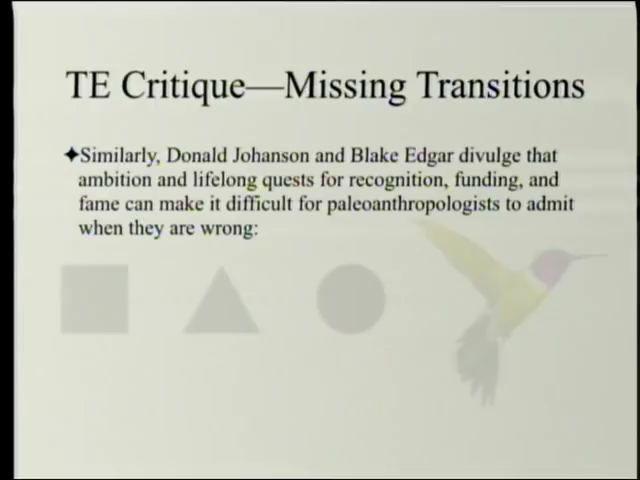 TE Critique—Missing Transitions
✦Similarly, Donald Johanson and Blake Edgar divulge that
ambition and lifelong quests for recognition, funding, and
fame can make it difficult for paleoanthropologists to admit
when they are wrong: